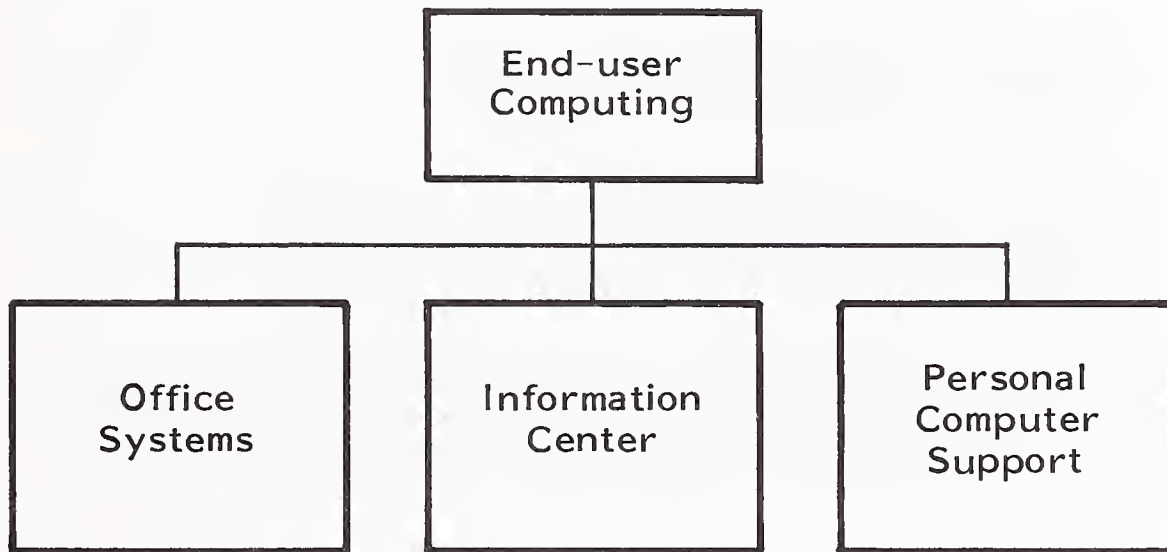 End-user
Computing
Office
Systems
Information
Center
Personal
Computer
Support